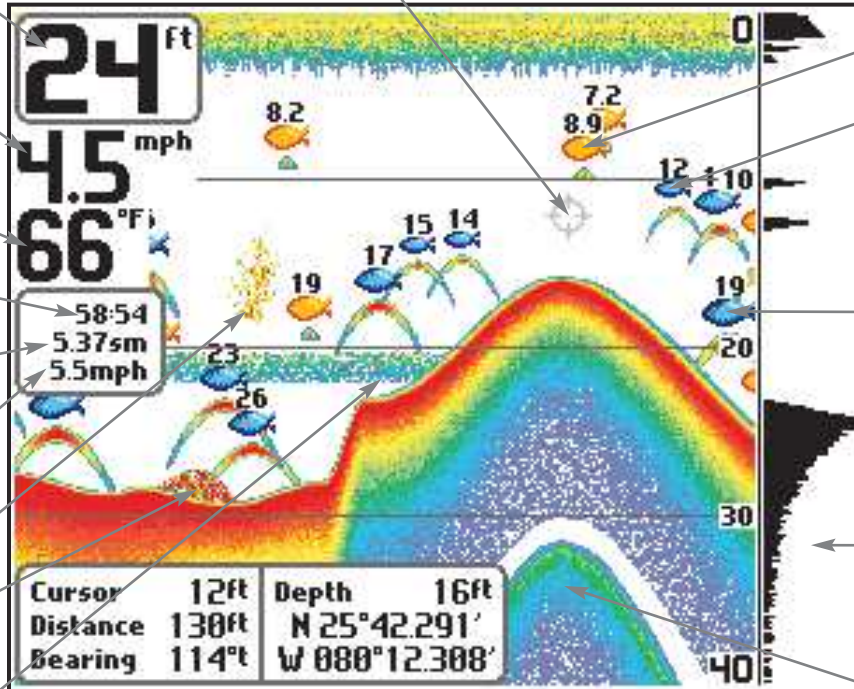 24 ft
0
8.2
7.2
8.9
4.5 mph
12
10
66 °F
15
14
17
19
19
58:54
5.37sm
5.5mph
20
23
26
30
Cursor 12ft
Distance 130ft
Bearing 114°t
Depth 16ft
N 25°42.291'
W 080°12.308'
40